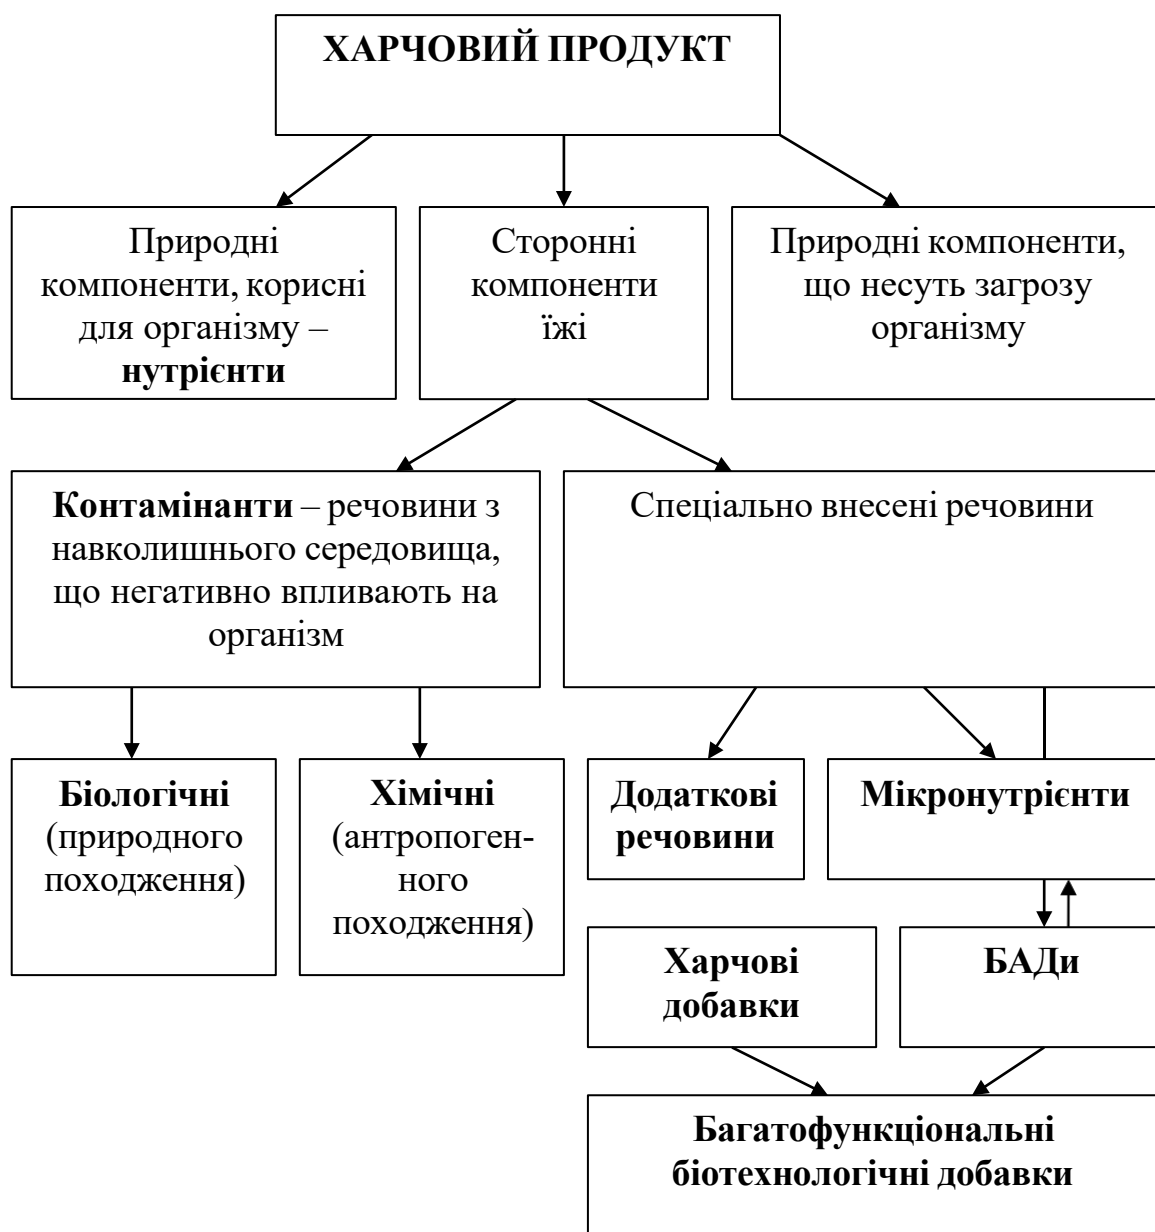 ХАРЧОВИЙ ПРОДУКТ
Природні
компоненти, корисні
для організму –
нутрієнти
Сторонні
компоненти
їжі
Природні компоненти,
що несуть загрозу
організму
Контамінанти – речовини з
навколишнього середовища,
що негативно впливають на
організм
Спеціально внесені речовини
Біологічні
(природного
походження)
Хімічні
(антропоген-
ного
походження)
Додаткові
речовини
Мікронутрієнти
Харчові
добавки
БАДи
Багатофункціональні
біотехнологічні добавки